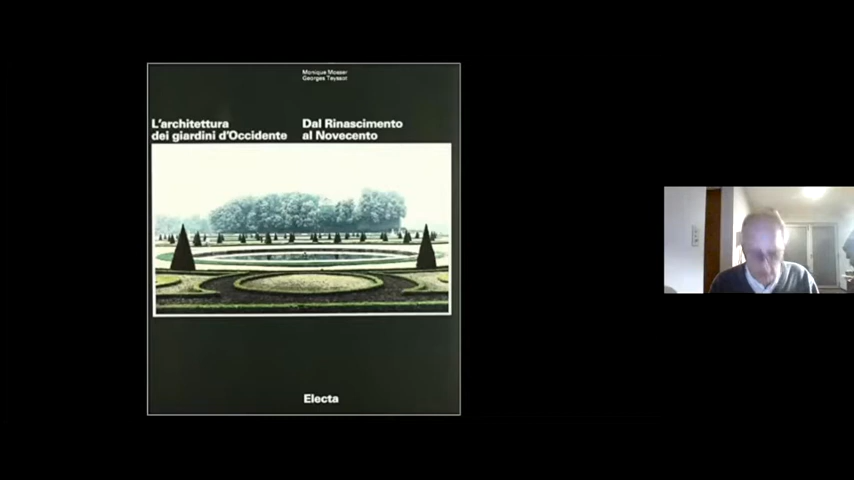 Monique Mosser
Georges Teyssot
L'architettura
dei giardini d'Occidente
Dal Rinascimento
al Novecento
Electa